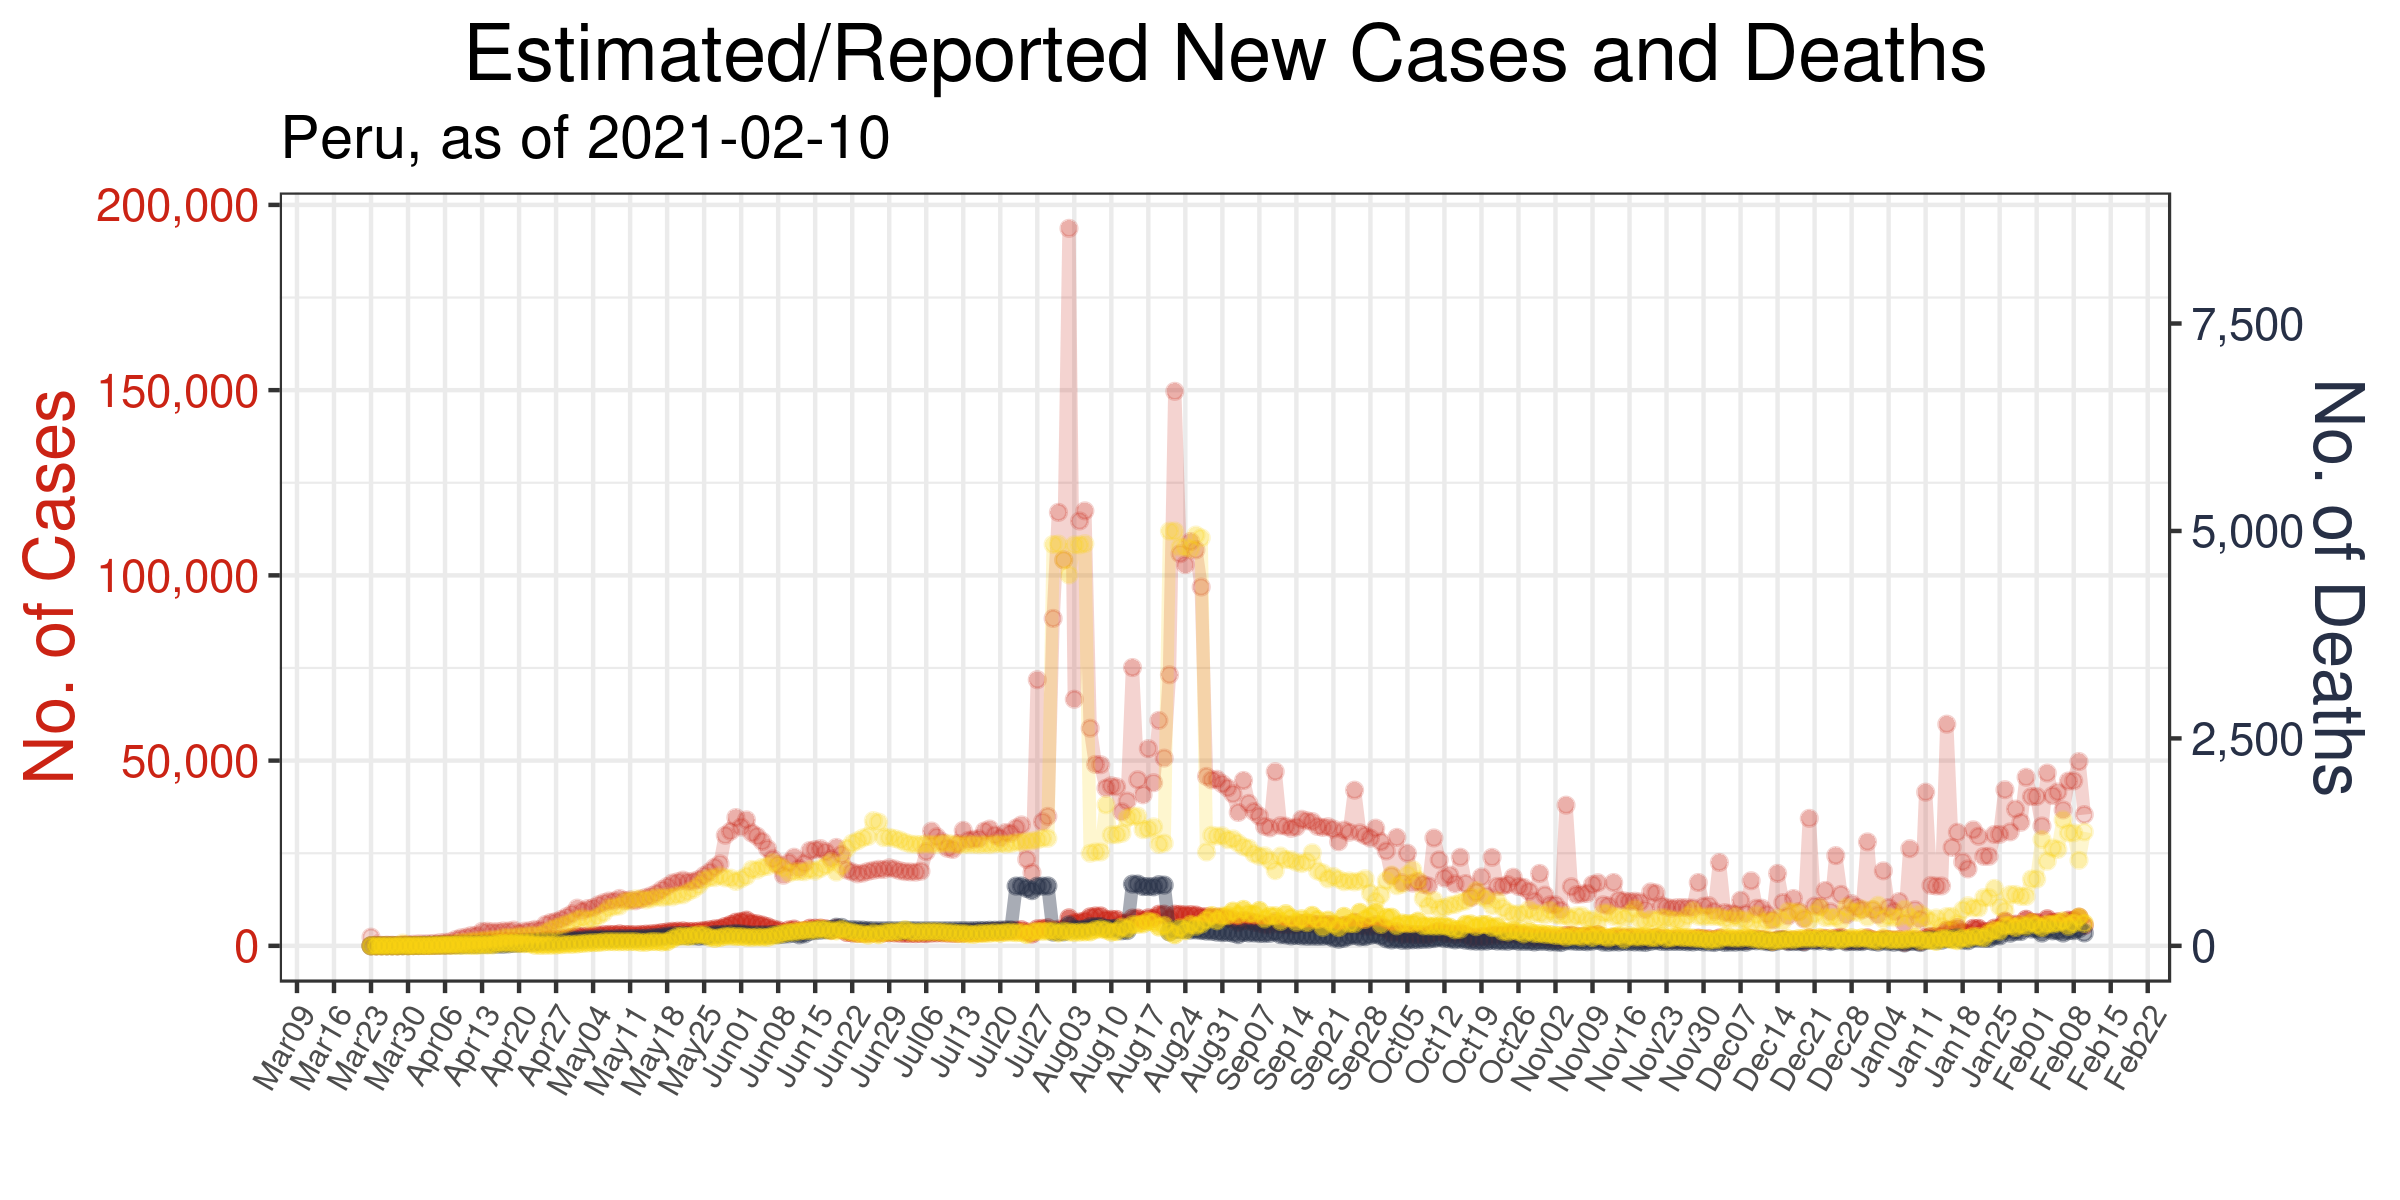 Estimated/Reported New Cases and Deaths
Peru, as of 2021-02-10
No. of Cases
200,000
150,000
100,000
50,000
0
7,500
5,000
2,500
0
No. of Deaths
Mar09
Mar16
Mar23
Mar30
Apr06
Apr13
Apr20
Apr27
May04
May11
May18
May25
Jun01
Jun08
Jun15
Jun22
Jun29
Jul06
Jul13
Jul20
Jul27
Aug03
Aug10
Aug17
Aug24
Aug31
Sep07
Sep14
Sep21
Sep28
Oct05
Oct12
Oct19
Oct26
Nov02
Nov09
Nov16
Nov23
Nov30
Dec07
Dec14
Dec21
Dec28
Jan04
Jan11
Jan18
Jan25
Feb01
Feb08
Feb15
Feb22